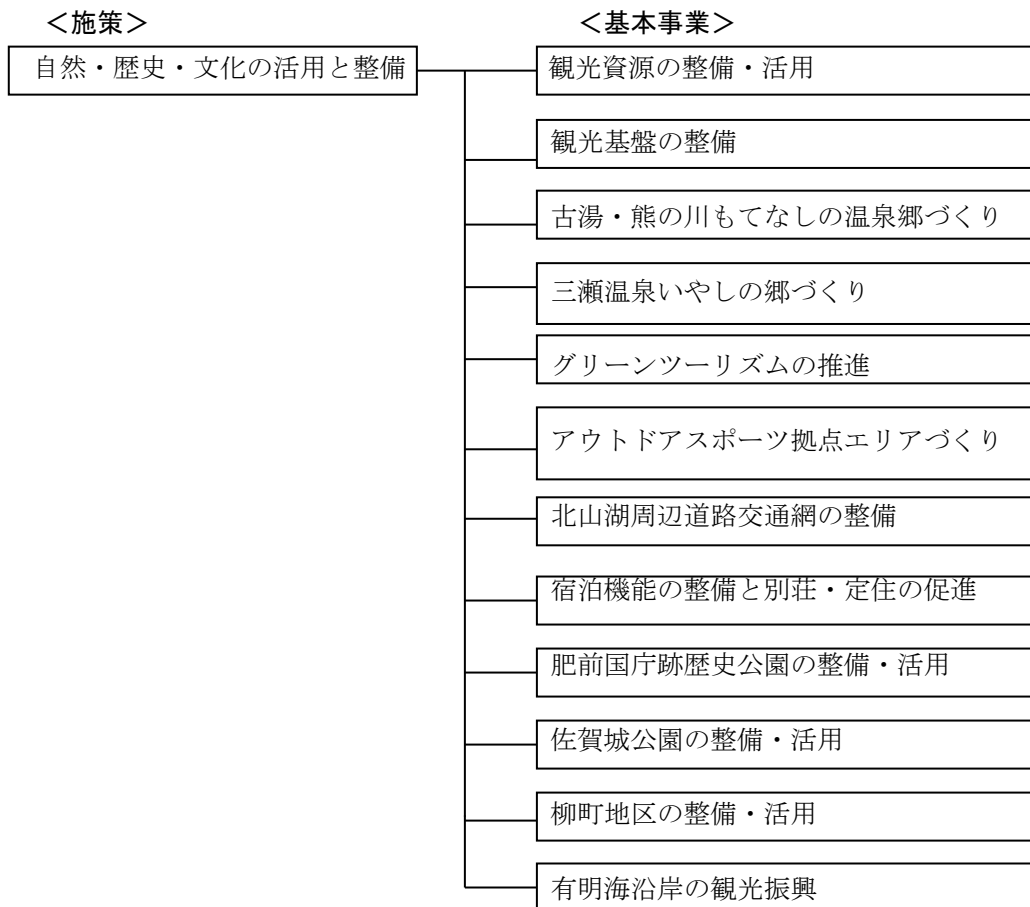 ＜施策＞
＜基本事業＞
自然・歴史・文化の活用と整備
観光資源の整備・活用
観光基盤の整備
古湯・熊の川もてなしの温泉郷づくり
三瀬温泉いやしの郷づくり
グリーンツーリズムの推進
アウトドアスポーツ拠点エリアづくり
北山湖周辺道路交通網の整備
宿泊機能の整備と別荘・定住の促進
肥前国庁跡歴史公園の整備・活用
佐賀城公園の整備・活用
柳町地区の整備・活用
有明海沿岸の観光振興